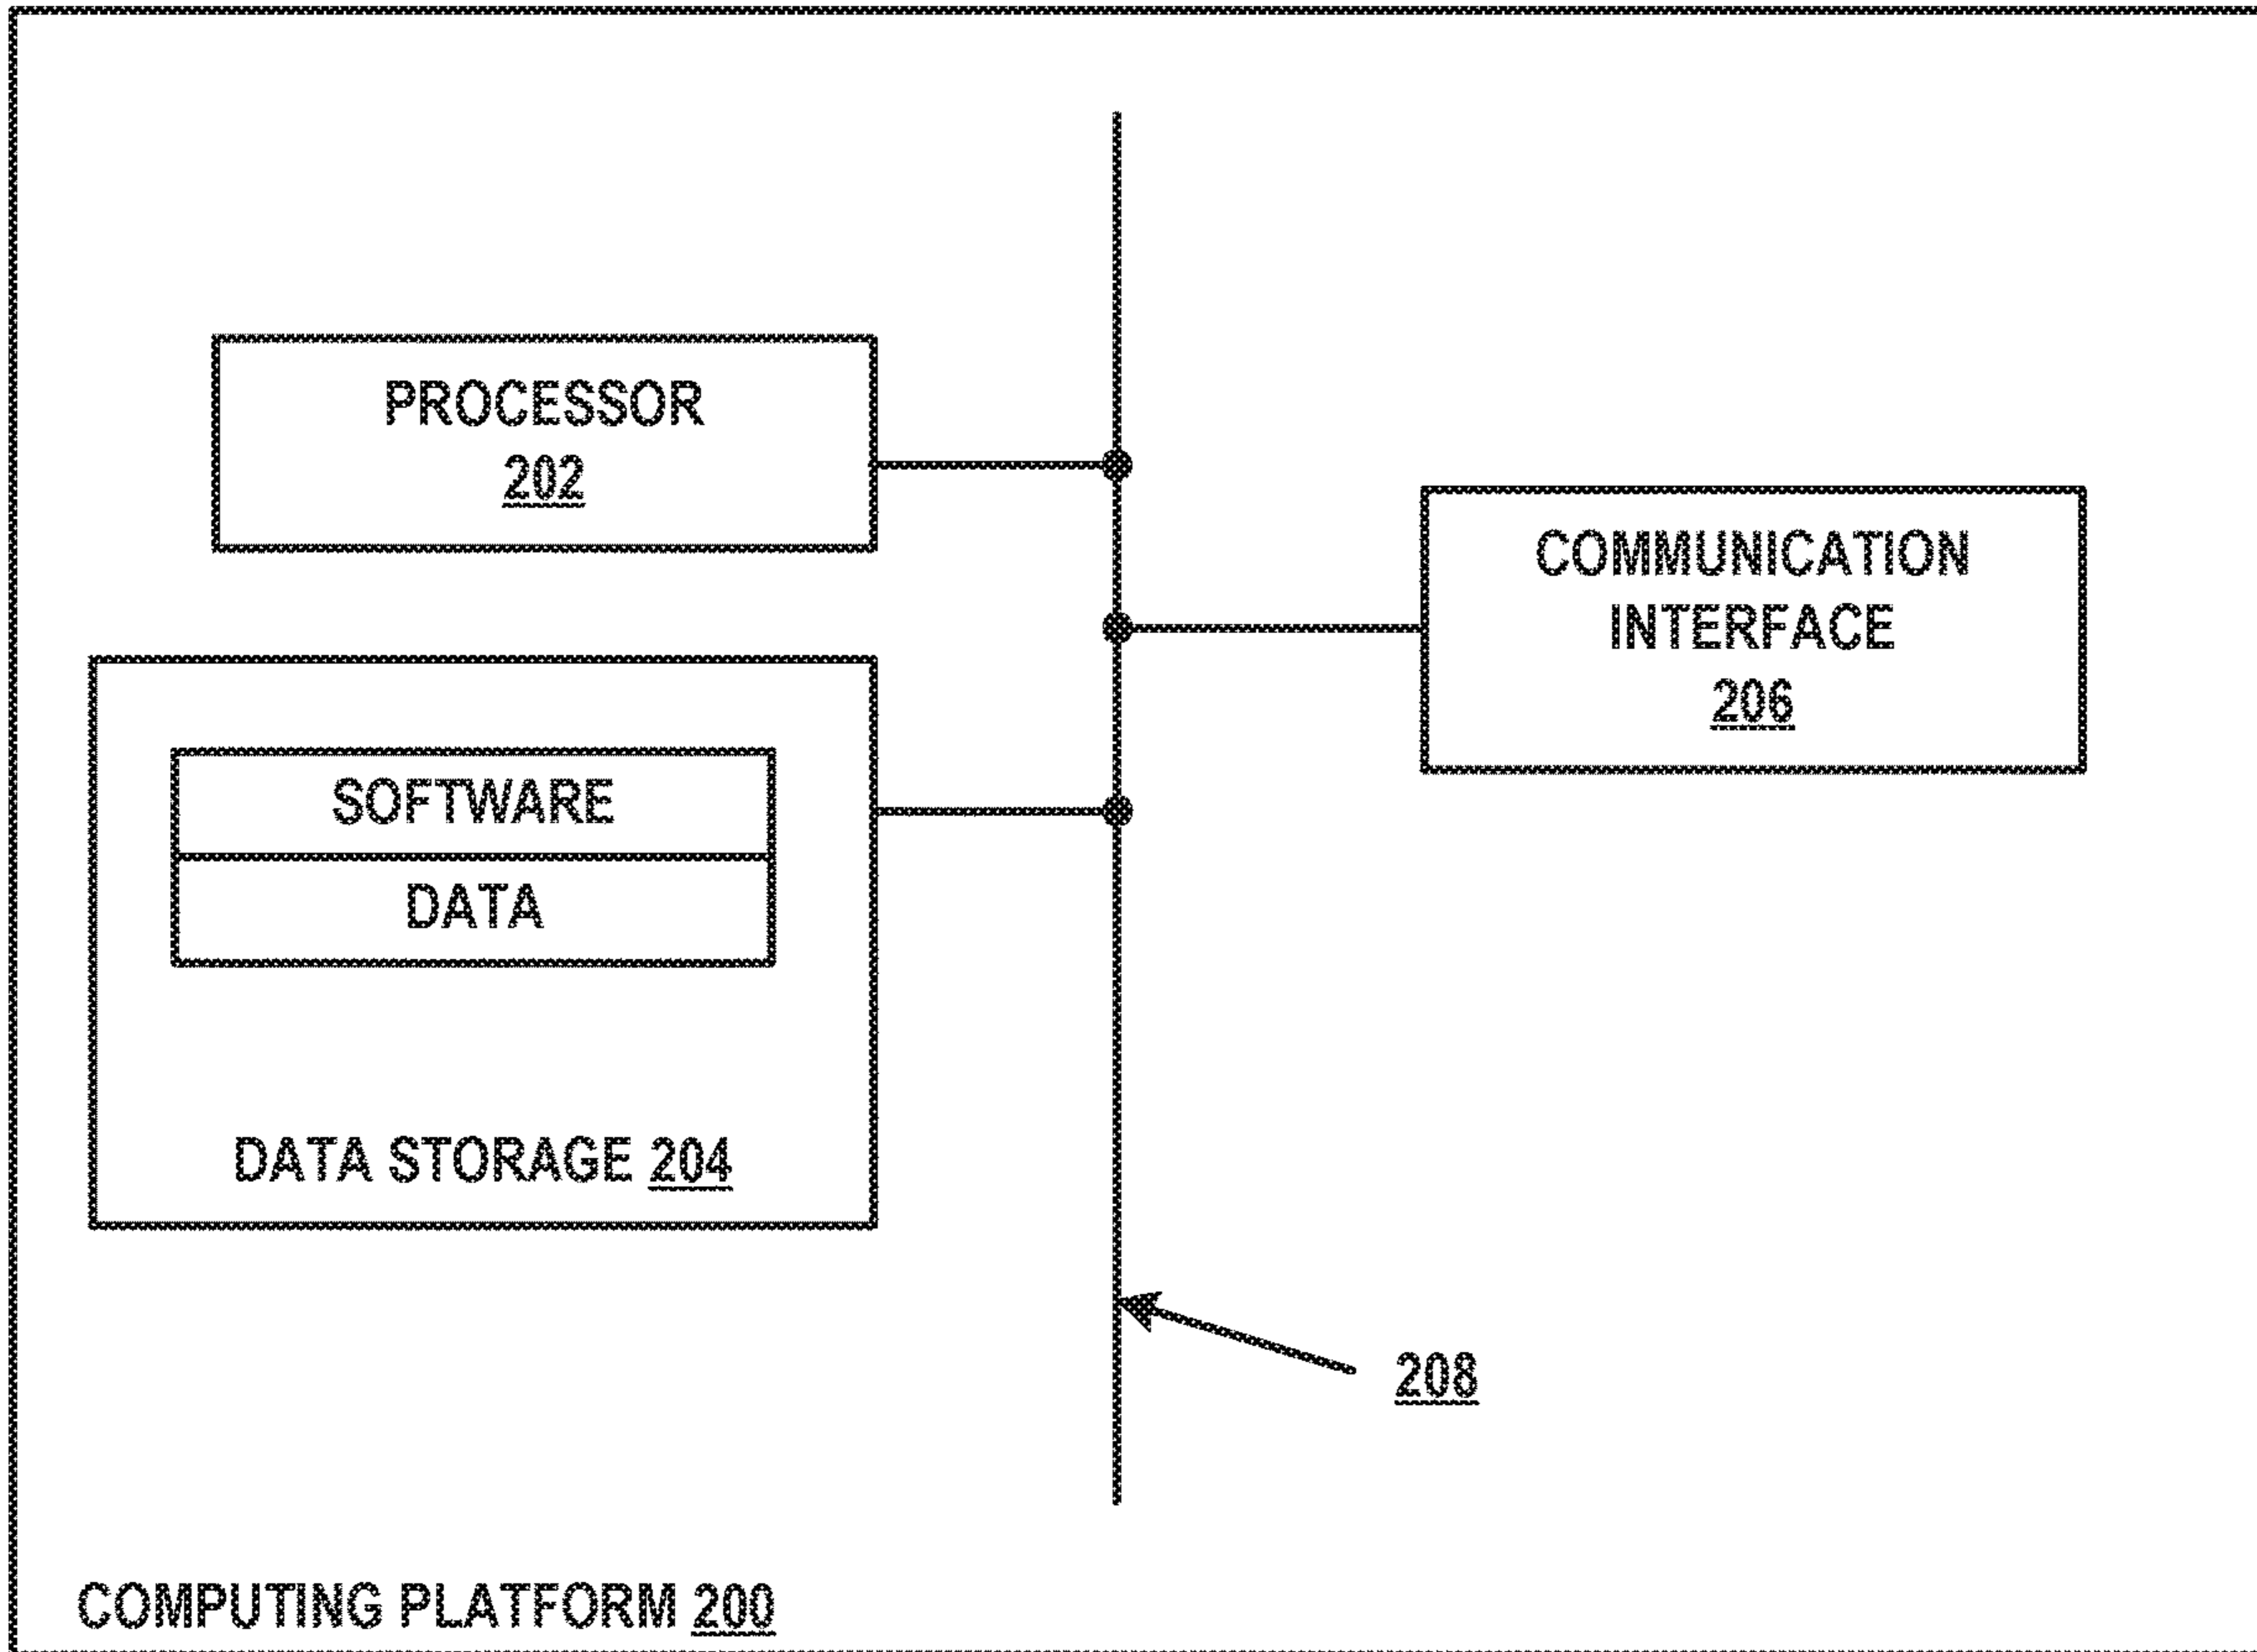 PROCESSOR
202
COMMUNICATION
INTERFACE
206
SOFTWARE
DATA
DATA STORAGE 204
208
COMPUTING PLATFORM 200